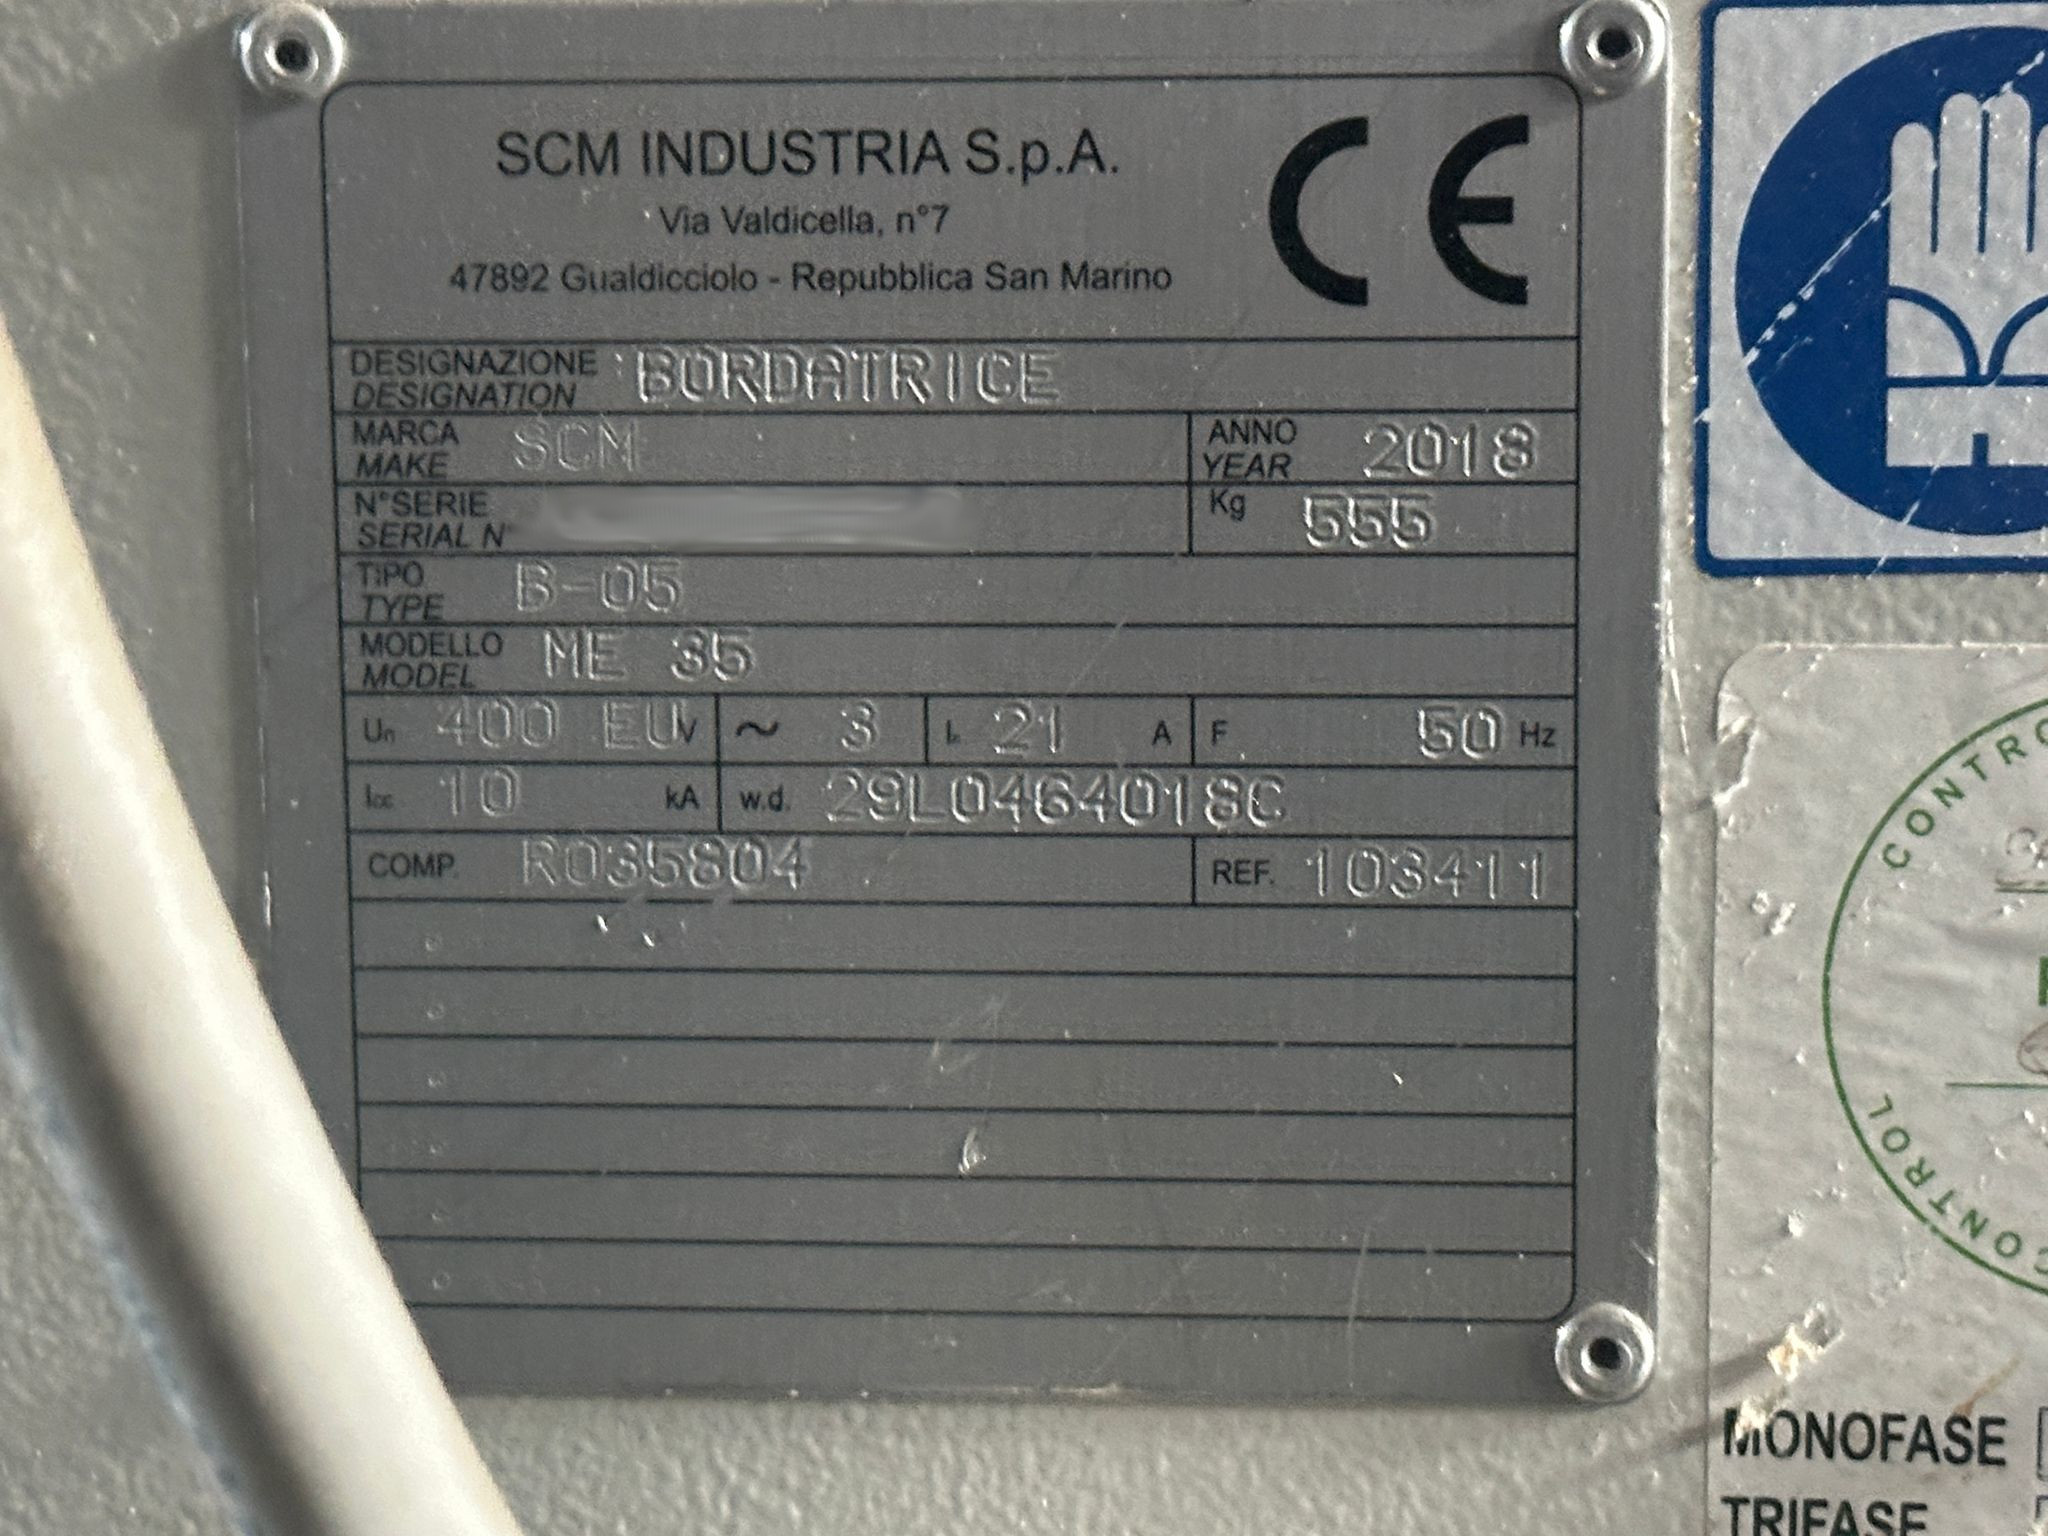 SCM INDUSTRIA S.p.A.
Via Valdicella, n°7
47892 Gualdicciolo - Repubblica San Marino
CE
DESIGNAZIONE
DESIGNATION
BORDATRICE
MARCA
MAKE
SCM
ANNO
YEAR
2018
N°SERIE
SERIAL N°
Kg 555
TIPO
TYPE
B-05
MODELLO
MODEL
ME 35
Un 400 EU V
~ 3
In 21 A
F 50 Hz
Icc 10 kA
w.d. 29L0464018C
COMP. R035804
REF. 103411
CONTROL
MONOFASE
TRIFASE